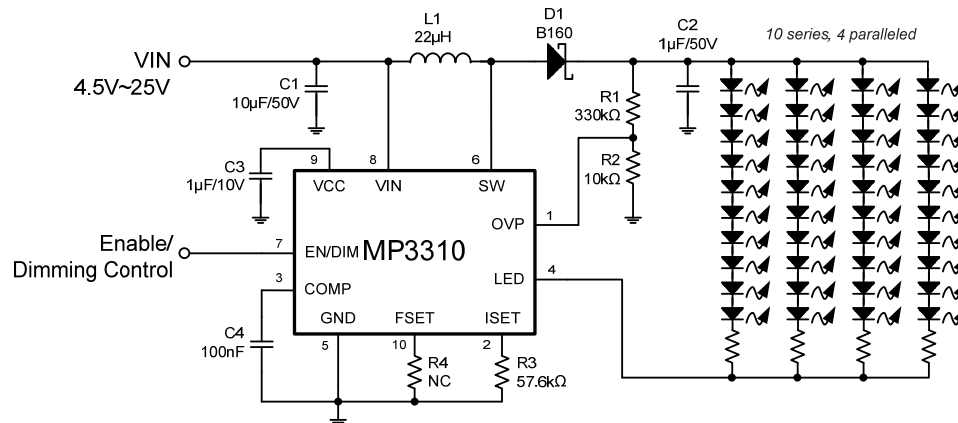 L1
22µH
D1
B160
C2
1µF/50V
10 series, 4 paralleled
VIN
4.5V~25V
C1
10µF/50V
R1
330kΩ
R2
10kΩ
C3
1µF/10V
9
8
6
VCC
VIN
SW
1
OVP
Enable/
Dimming Control
7
EN/DIM
MP3310
3
COMP
LED
4
GND
FSET
ISET
C4
100nF
5
10
2
R4
NC
R3
57.6kΩ